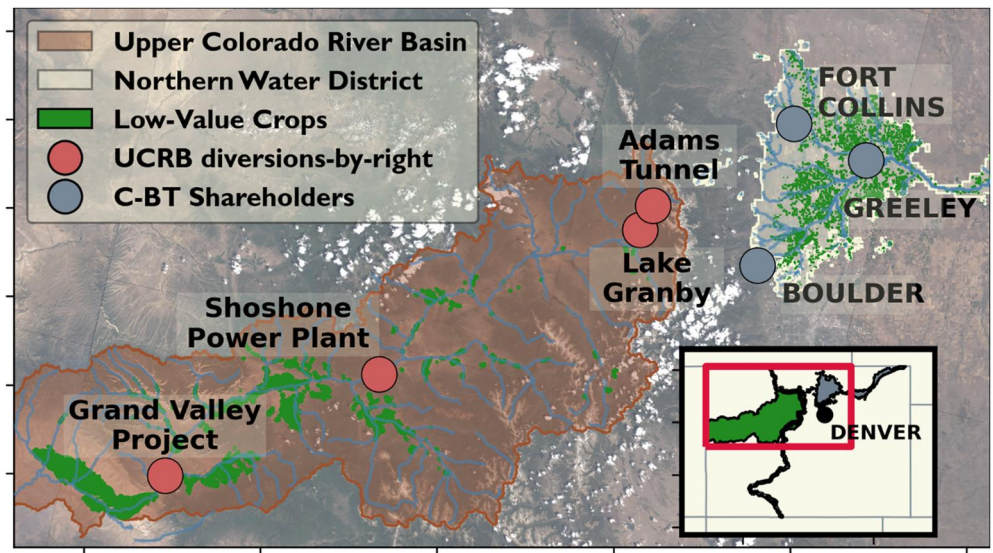 Upper Colorado River Basin
Northern Water District
Low-Value Crops
UCRB diversions-by-right
C-BT Shareholders
FORT
COLLINS
Adams
Tunnel
GREELEY
Lake
Granby
BOULDER
Shoshone
Power Plant
Grand Valley
Project
DENVER